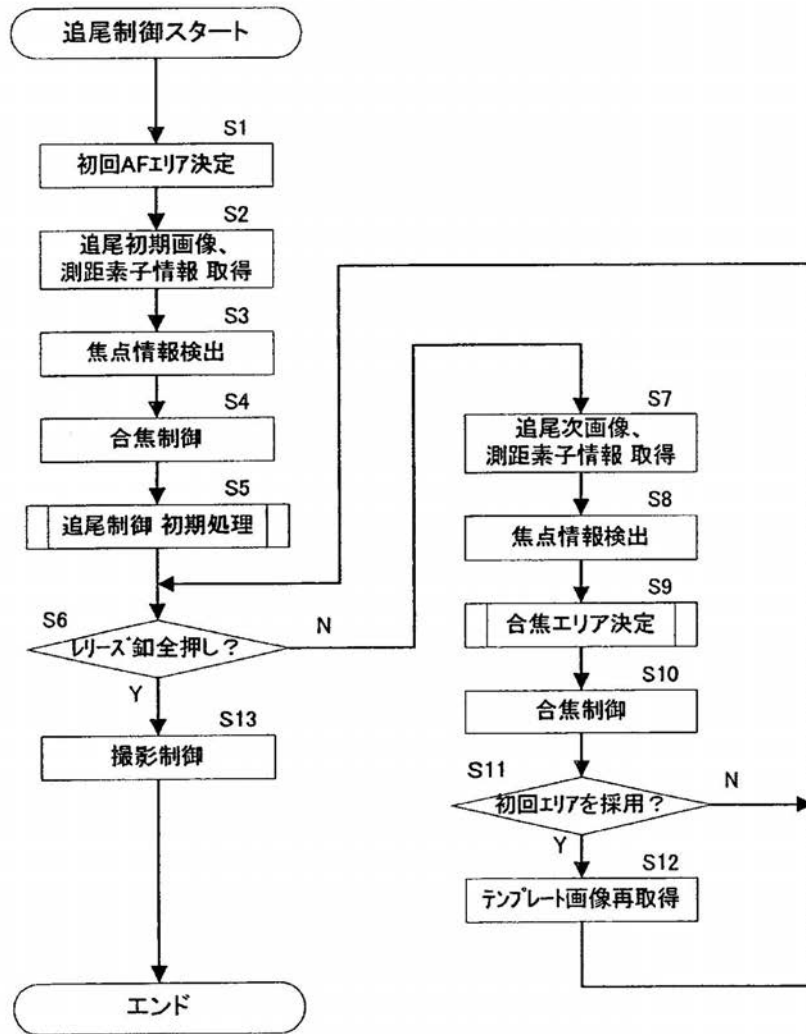 追尾制御スタート
S1
初回AFエリア決定
S2
追尾初期画像、
測距素子情報 取得
S3
焦点情報検出
S4
合焦制御
S5
追尾制御 初期処理
S6
レリーズ釦全押し?
N
Y
S13
撮影制御
エンド
S7
追尾次画像、
測距素子情報 取得
S8
焦点情報検出
S9
合焦エリア決定
S10
合焦制御
S11
初回エリアを採用?
N
Y
S12
テンプレート画像再取得